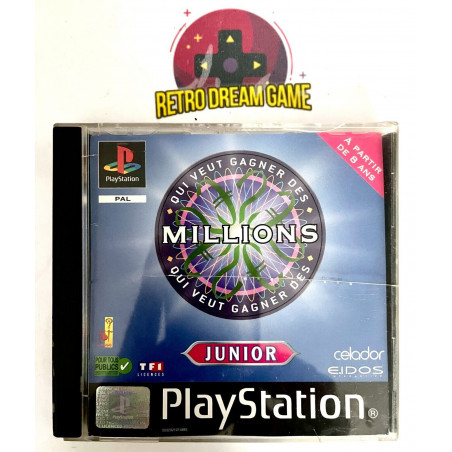 RETRO DREAM GAME
PlayStation
PAL
À PARTIR
DE 8 ANS
QUI VEUT GAGNER DES
MILLIONS
QUI VEUT GAGNER DES
JUNIOR
POUR TOUS
PUBLICS
TF1
LICENSES
celador
EIDOS
PlayStation®